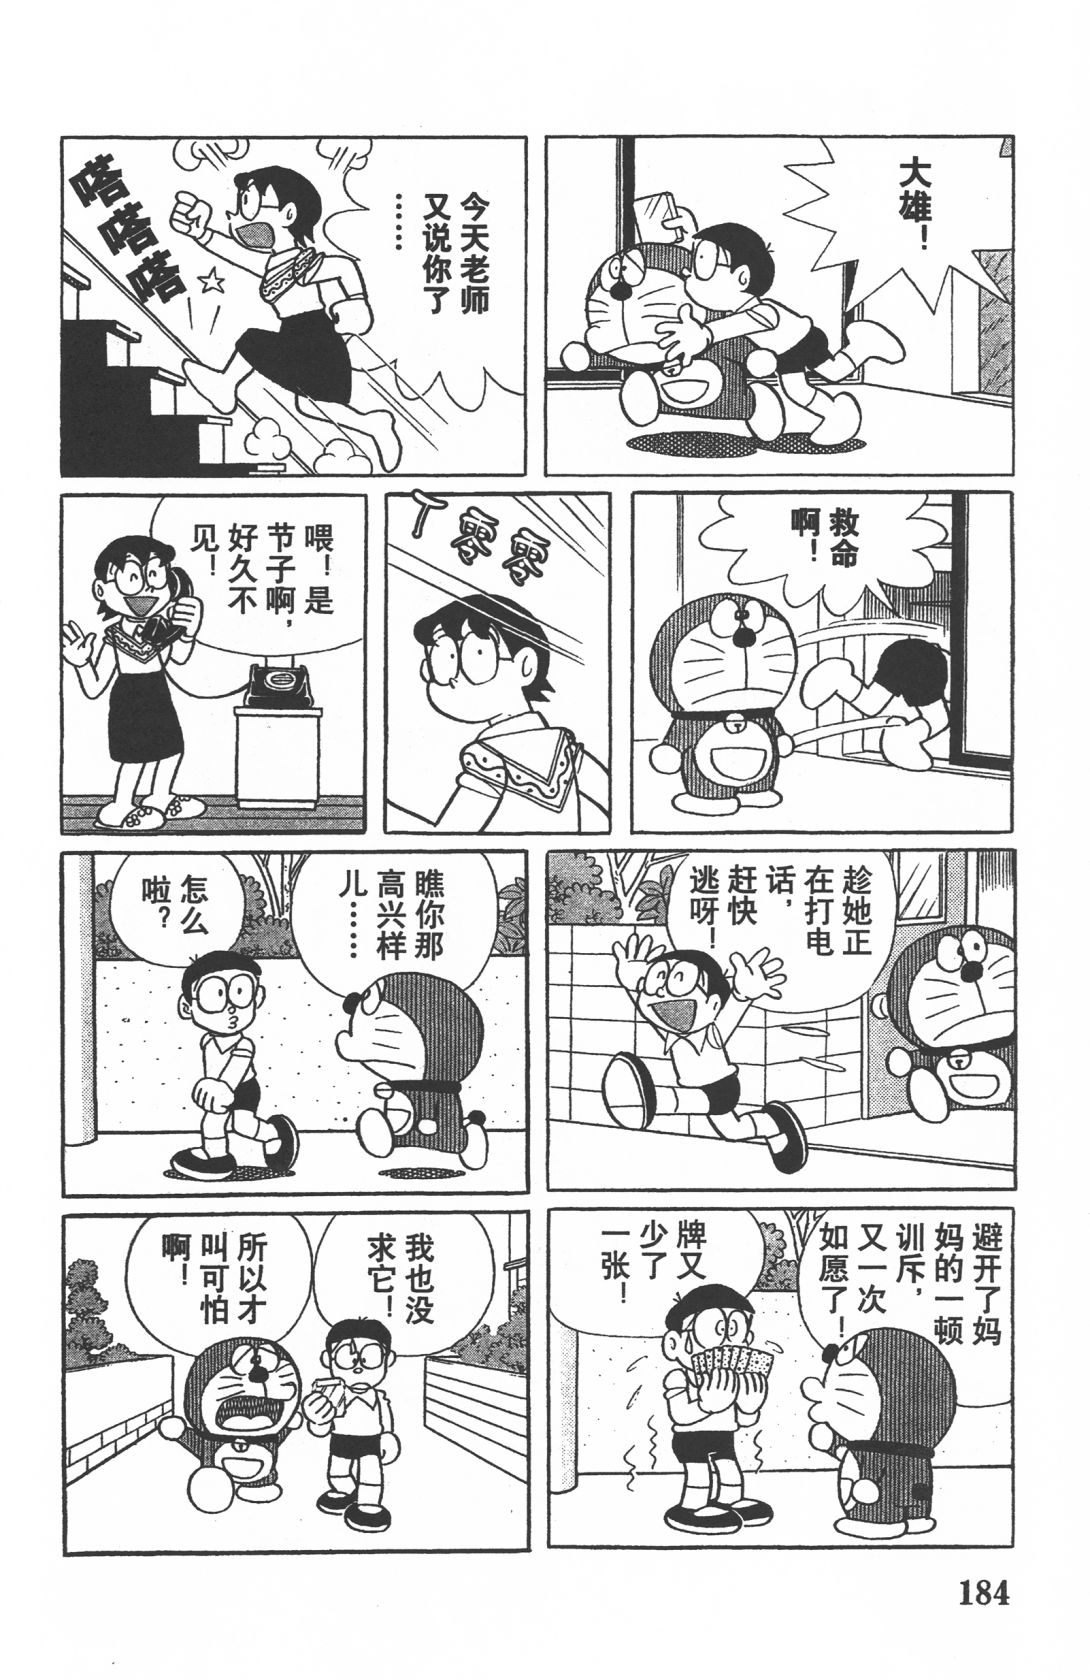 大雄！
今天老师
又说你了
……
嗒嗒嗒
救命
啊！
丁零零
喂！是
节子啊，
好久不
见！
趁她正
在打电
话，
赶快
逃呀！
瞧你那
高兴样
儿……
怎么
啦？
避开了妈
妈的一顿
训斥，
又一次
如愿了！
牌又
少了
一张！
我也没
求它！
所以才
叫可怕
啊！
184